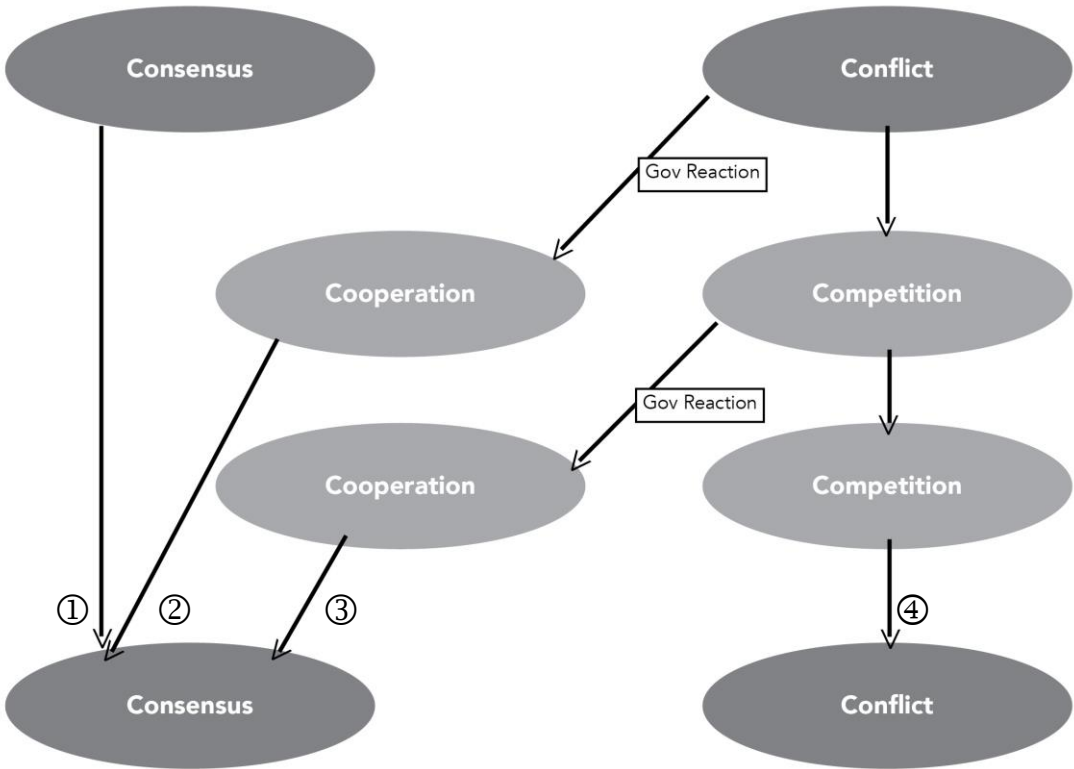 Consensus
Conflict
Gov Reaction
Cooperation
Competition
Gov Reaction
Cooperation
Competition
① ② ③ ④
Consensus
Conflict